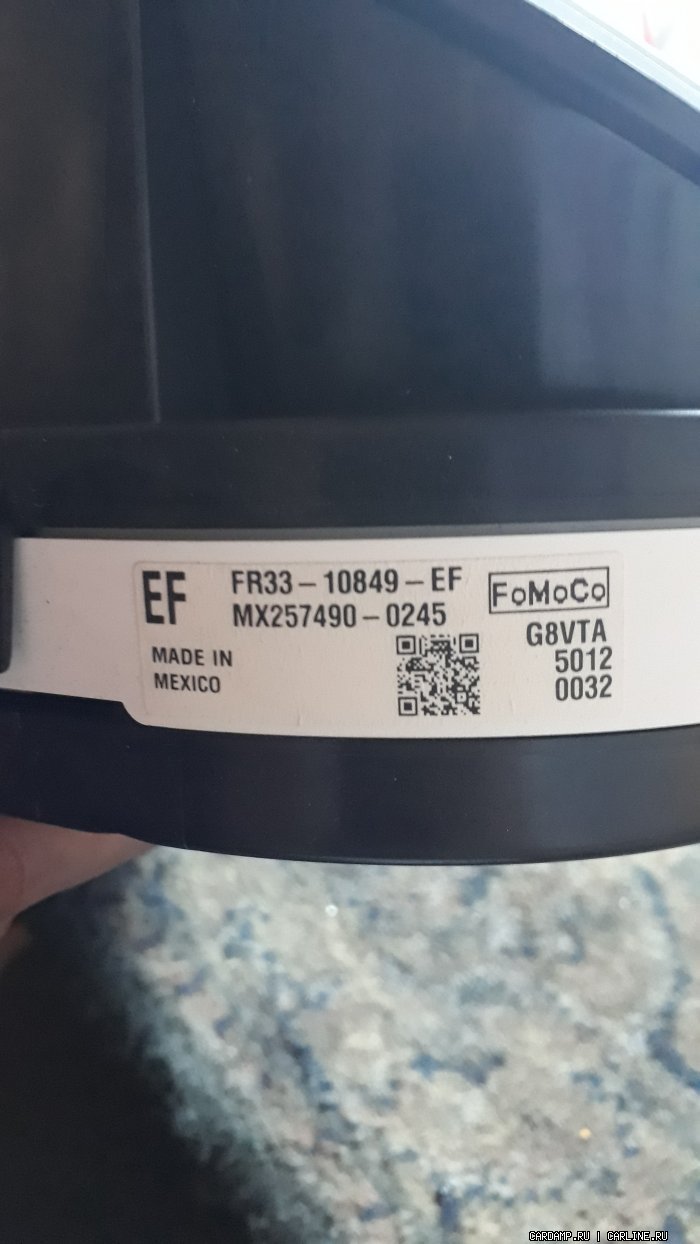 EF
FR33-10849-EF
MX257490-0245
FoMoCo
G8VTA
5012
0032
MADE IN
MEXICO
CARDAMP.RU | CARLINE.RU